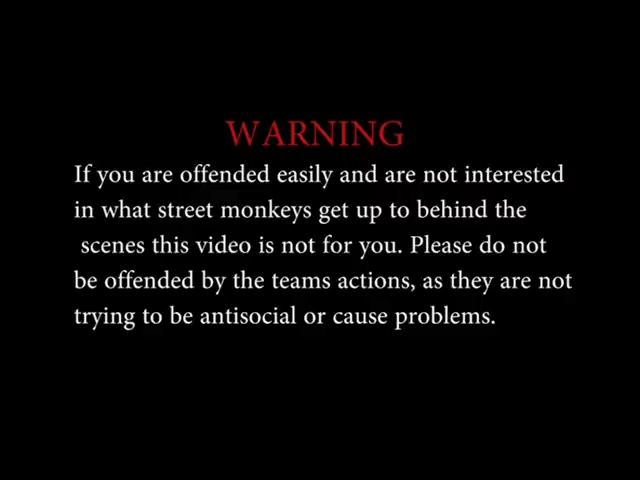 WARNING
If you are offended easily and are not interested
in what street monkeys get up to behind the
scenes this video is not for you. Please do not
be offended by the teams actions, as they are not
trying to be antisocial or cause problems.